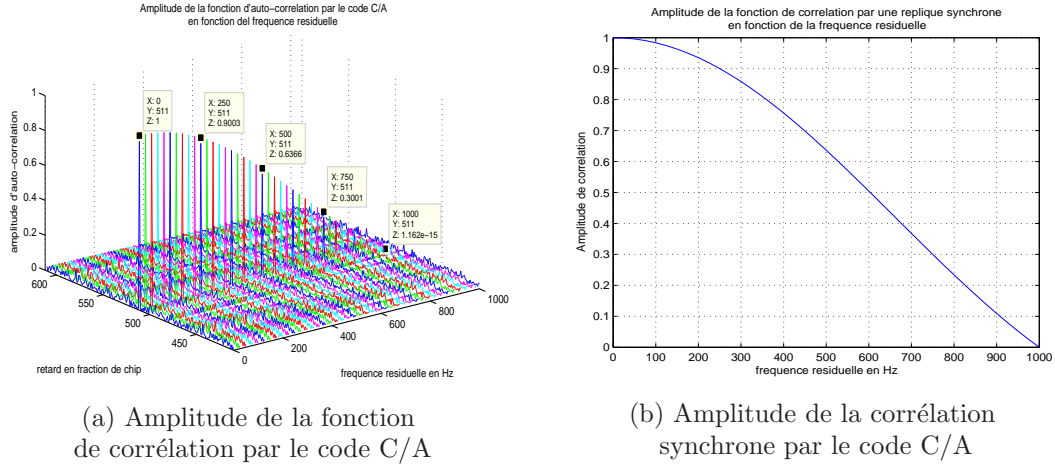 Amplitude de la fonction d'auto-correlation par le code C/A
en fonction del frequence residuelle
1
0.8
0.6
0.4
0.2
0
amplitude d'auto-correlation
X: 0
Y: 511
Z: 1
X: 250
Y: 511
Z: 0.9003
X: 500
Y: 511
Z: 0.6366
X: 750
Y: 511
Z: 0.3001
X: 1000
Y: 511
Z: 1.162e-15
600
550
500
450
0
200
400
600
800
1000
retard en fraction de chip
frequence residuelle en Hz
(a) Amplitude de la fonction
de corrélation par le code C/A
Amplitude de la fonction de correlation par une replique synchrone
en fonction de la frequence residuelle
1
0.9
0.8
0.7
0.6
0.5
0.4
0.3
0.2
0.1
0
Amplitude de correlation
0 100 200 300 400 500 600 700 800 900 1000
frequence residuelle en Hz
(b) Amplitude de la corrélation
synchrone par le code C/A